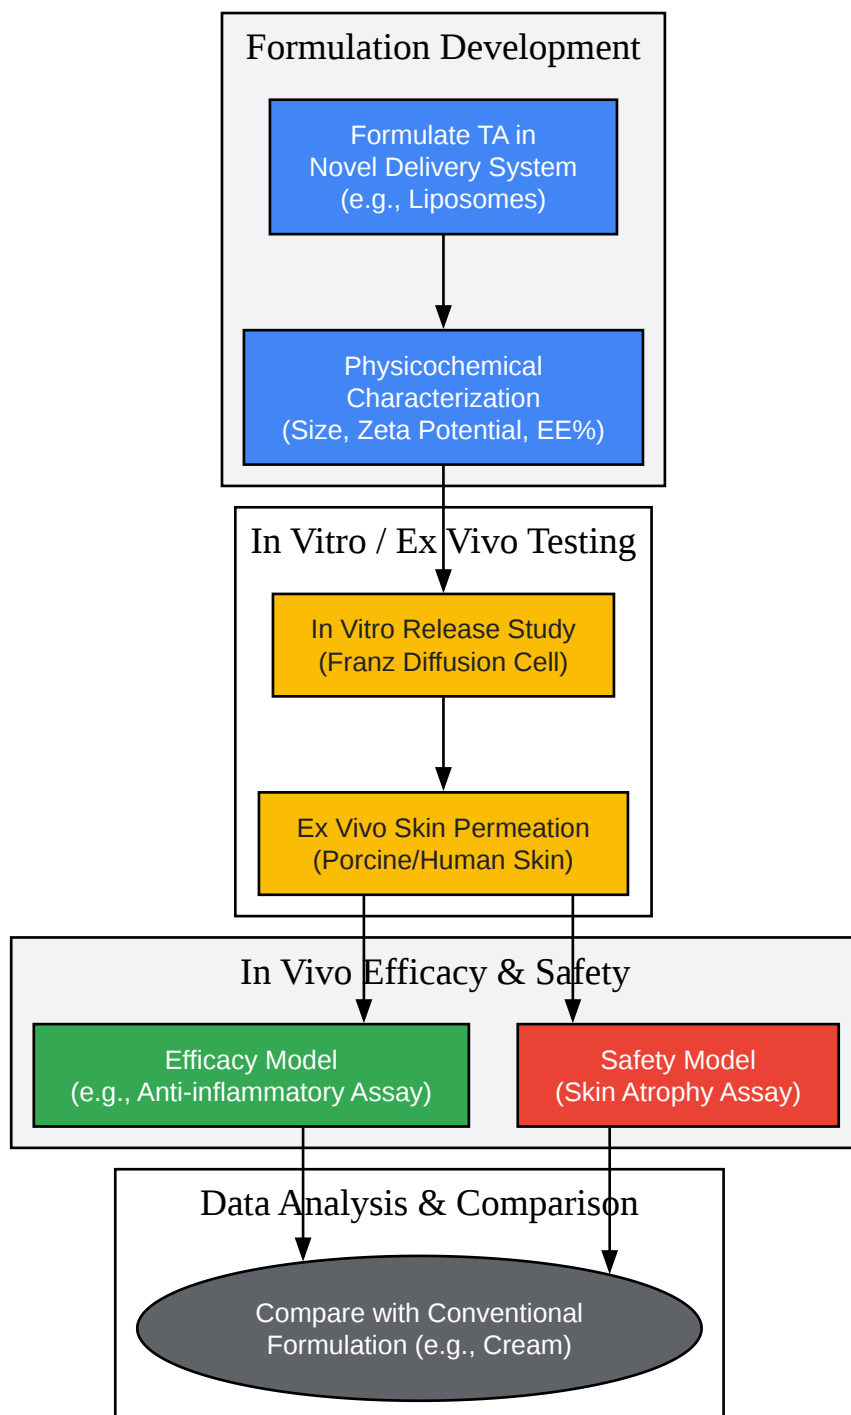 Formulation Development
Formulate TA in
Novel Delivery System
(e.g., Liposomes)
Physicochemical
Characterization
(Size, Zeta Potential, EE%)
In Vitro / Ex Vivo Testing
In Vitro Release Study
(Franz Diffusion Cell)
Ex Vivo Skin Permeation
(Porcine/Human Skin)
In Vivo Efficacy & Safety
Efficacy Model
(e.g., Anti-inflammatory Assay)
Safety Model
(Skin Atrophy Assay)
Data Analysis & Comparison
Compare with Conventional
Formulation (e.g., Cream)